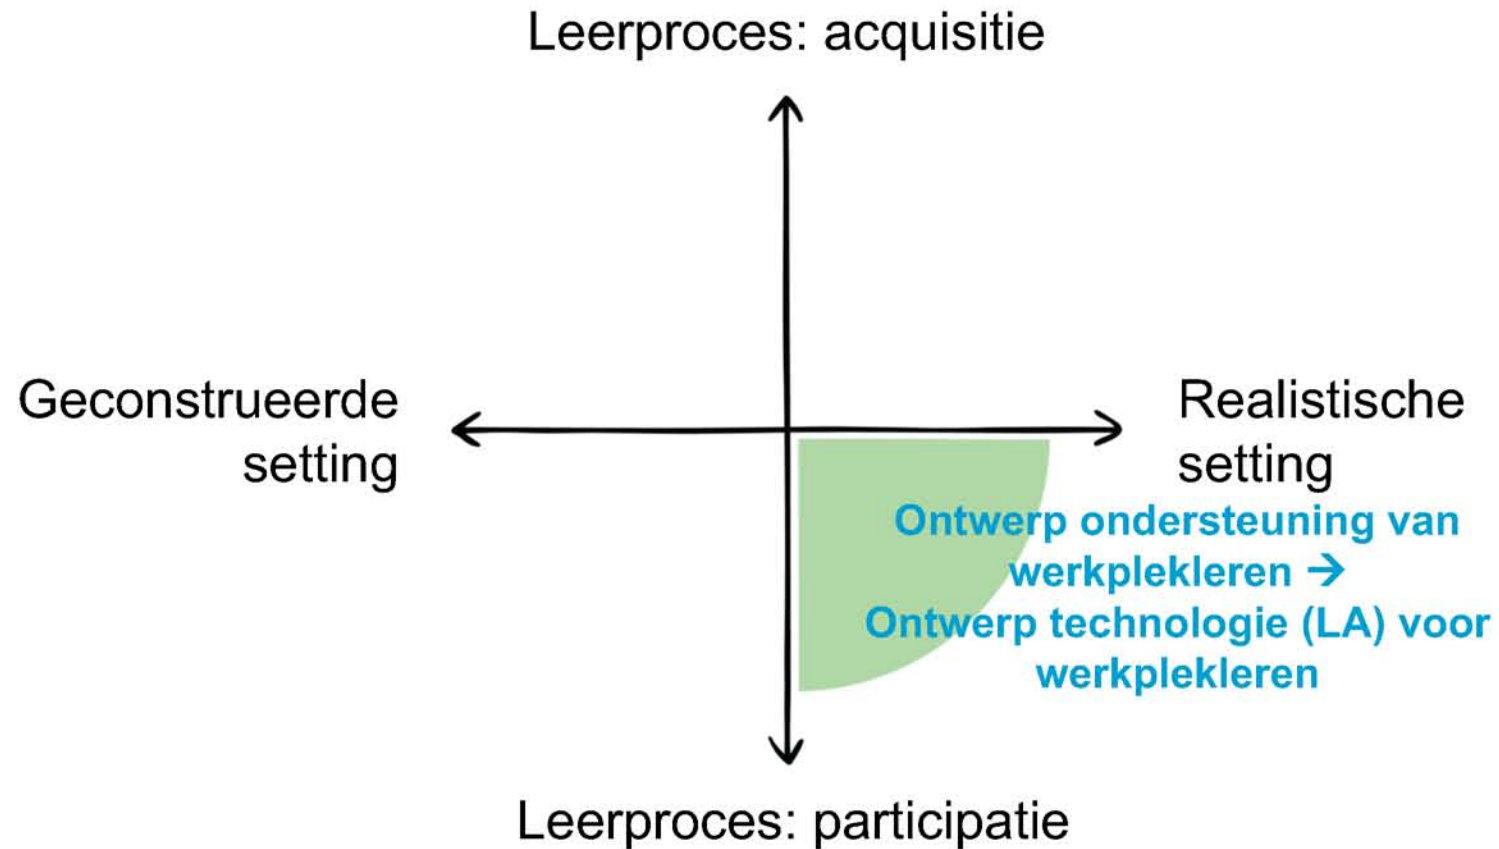 Leerproces: acquisitie
Geconstrueerde
setting
Realistische
setting
Ontwerp ondersteuning van
werkplekleren →
Ontwerp technologie (LA) voor
werkplekleren
Leerproces: participatie